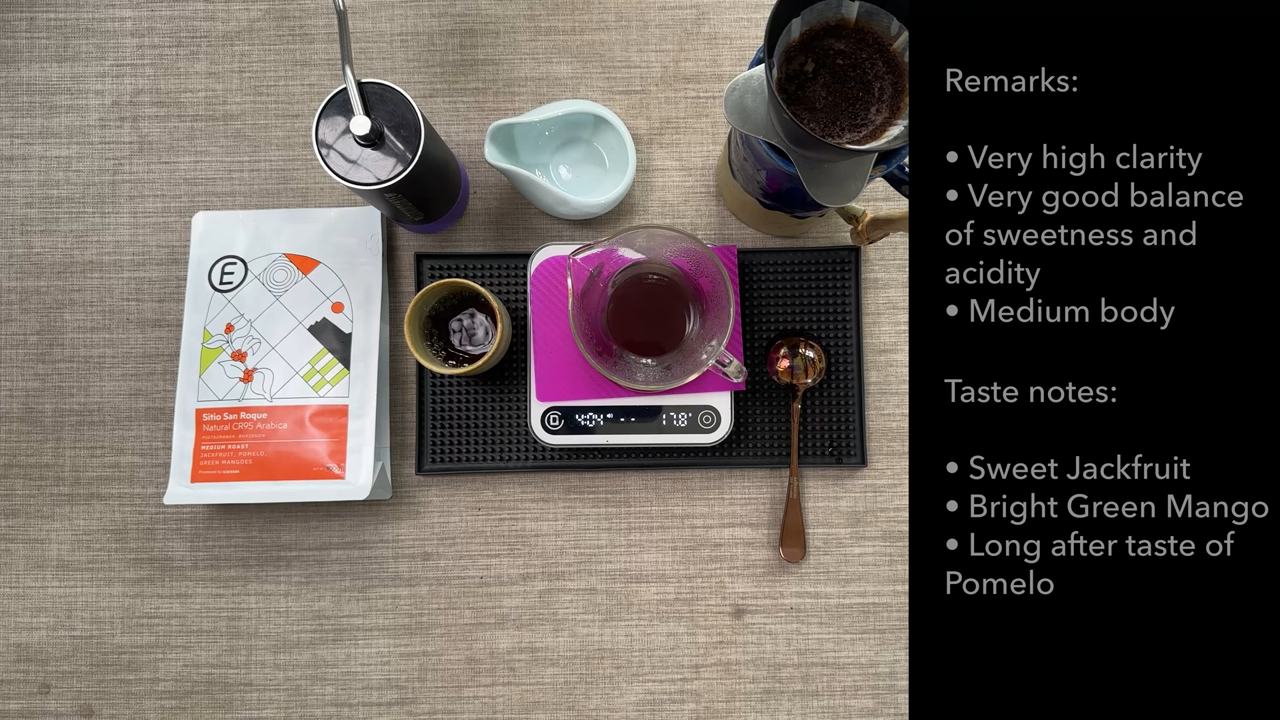 E
Sitio San Roque
Natural CR95 Arabica
MEDIUM ROAST
JACKFRUIT, POMELO,
GREEN MANGOES
4:04
17.8
Remarks:
• Very high clarity
• Very good balance
of sweetness and
acidity
• Medium body
Taste notes:
• Sweet Jackfruit
• Bright Green Mango
• Long after taste of
Pomelo